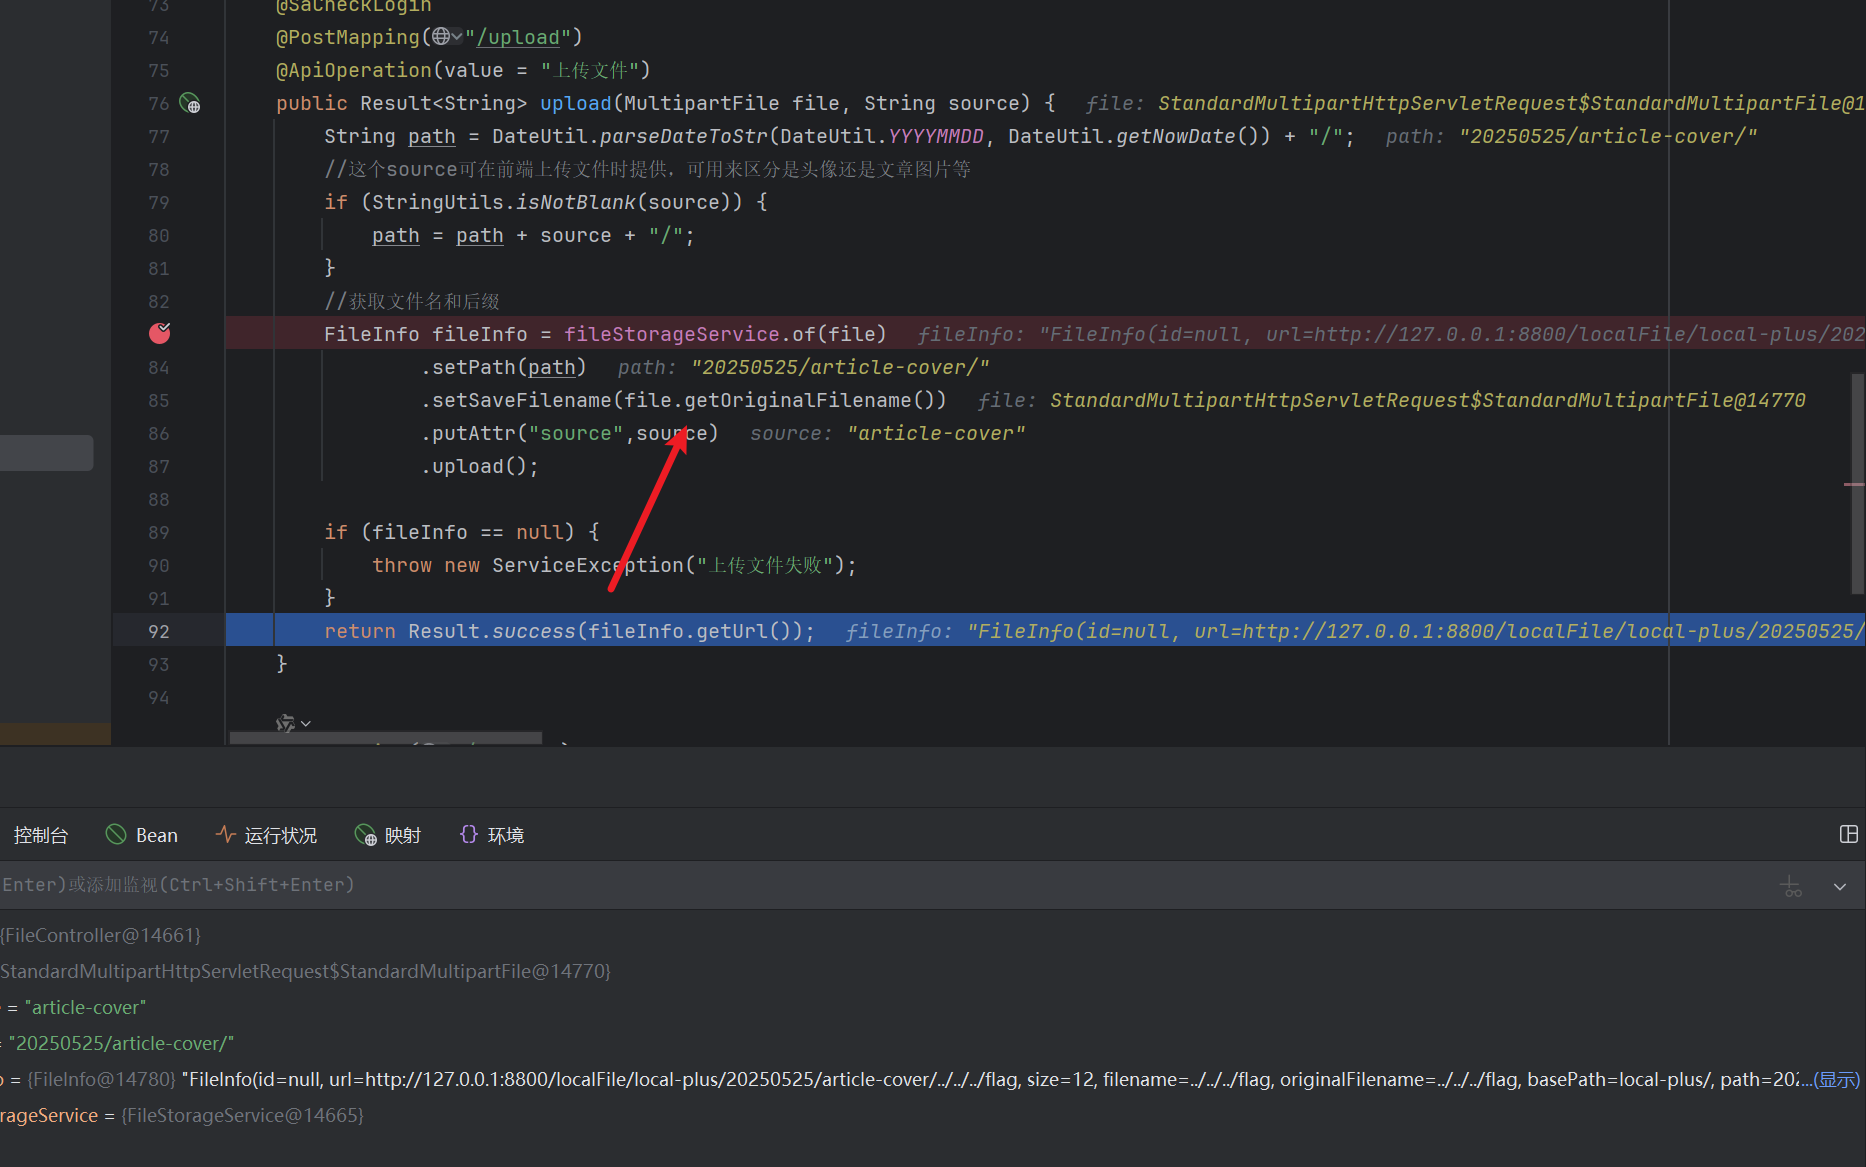 73 @SaCheckLogin
74 @PostMapping("/upload")
75 @ApiOperation(value = "上传文件")
76 public Result<String> upload(MultipartFile file, String source) { file: StandardMultipartHttpServletRequest$StandardMultipartFile@1
77 String path = DateUtil.parseDateToStr(DateUtil.YYYYMMDD, DateUtil.getNowDate()) + "/"; path: "20250525/article-cover/"
78 //这个source可在前端上传文件时提供，可用来区分是头像还是文章图片等
79 if (StringUtils.isNotBlank(source)) {
80 path = path + source + "/";
81 }
82 //获取文件名和后缀
FileInfo fileInfo = fileStorageService.of(file) fileInfo: "FileInfo(id=null, url=http://127.0.0.1:8800/localFile/local-plus/202
84 .setPath(path) path: "20250525/article-cover/"
85 .setSaveFilename(file.getOriginalFilename()) file: StandardMultipartHttpServletRequest$StandardMultipartFile@14770
86 .putAttr("source",source) source: "article-cover"
87 .upload();
88
89 if (fileInfo == null) {
90 throw new ServiceException("上传文件失败");
91 }
92 return Result.success(fileInfo.getUrl()); fileInfo: "FileInfo(id=null, url=http://127.0.0.1:8800/localFile/local-plus/20250525/
93 }
94
控制台 Bean 运行状况 映射 环境
Enter)或添加监视(Ctrl+Shift+Enter)
{FileController@14661}
StandardMultipartHttpServletRequest$StandardMultipartFile@14770}
= "article-cover"
= "20250525/article-cover/"
o = {FileInfo@14780} "FileInfo(id=null, url=http://127.0.0.1:8800/localFile/local-plus/20250525/article-cover/../../../flag, size=12, filename=../../../flag, originalFilename=../../../flag, basePath=local-plus/, path=202...(显示)
rageService = {FileStorageService@14665}